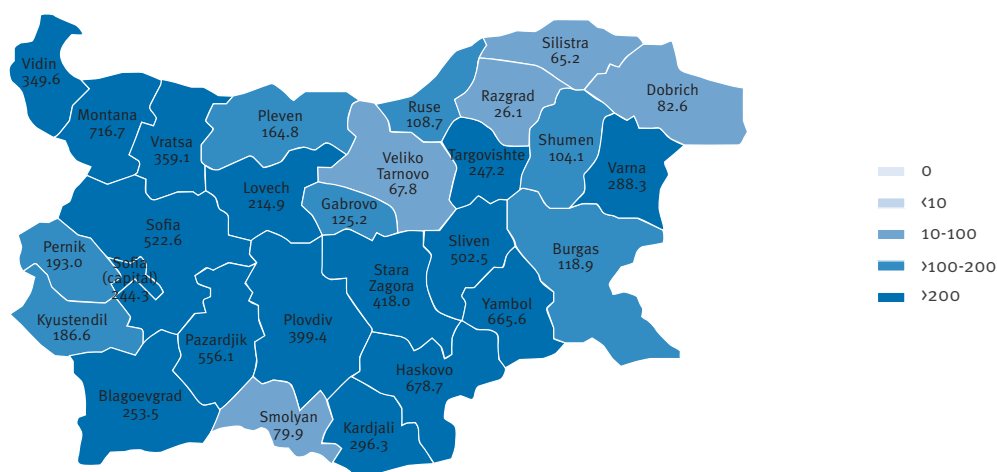 Silistra
65.2
Vidin
349.6
Dobrich
82.6
Razgrad
26.1
Ruse
108.7
Montana
716.7
Pleven
164.8
Vratsa
359.1
Shumen
104.1
Targovishte
247.2
Veliko
Tarnovo
67.8
Varna
288.3
Lovech
214.9
Gabrovo
125.2
Sofia
522.6
Pernik
193.0
Sliven
502.5
Burgas
118.9
Sofia
(capital)
244.3
Stara
Zagora
418.0
Yambol
665.6
Kyustendil
186.6
Plovdiv
399.4
Pazardjik
556.1
Haskovo
678.7
Blagoevgrad
253.5
Smolyan
79.9
Kardjali
296.3
0
<10
10-100
>100-200
>200